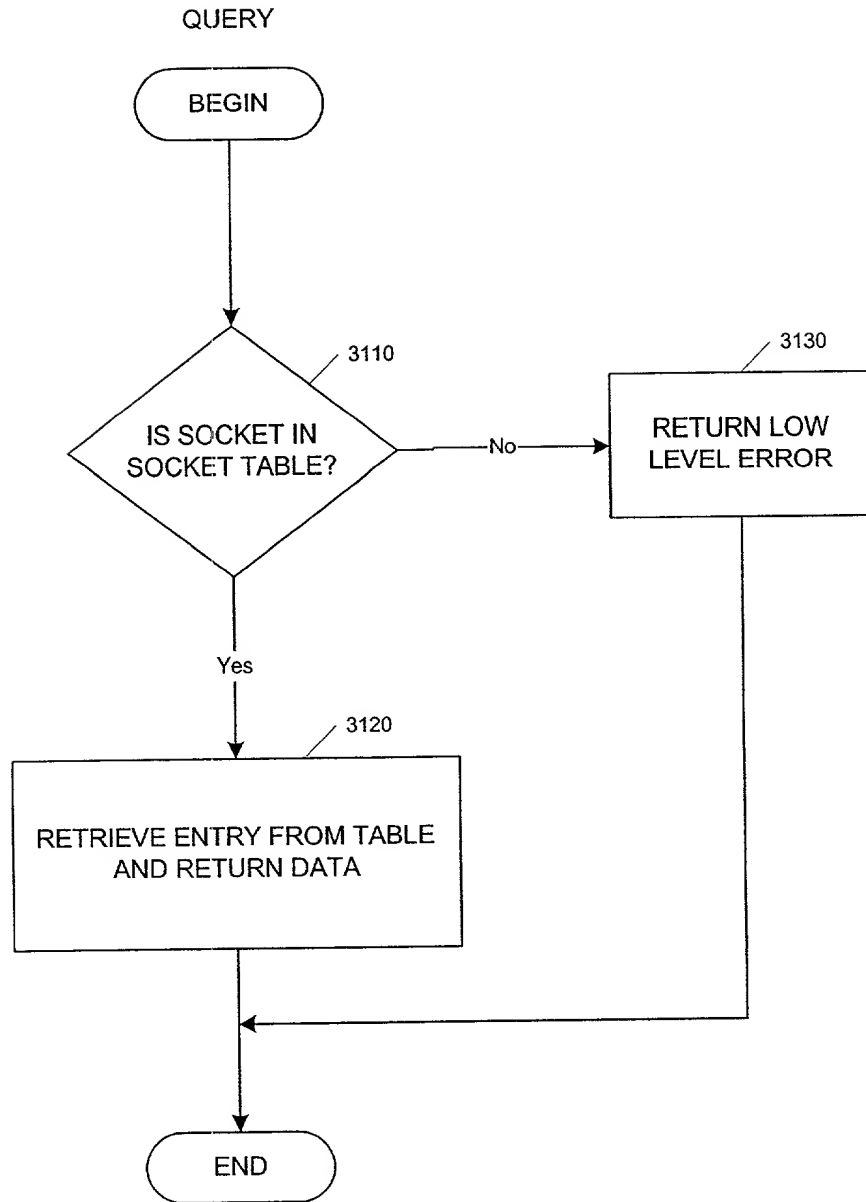 QUERY
BEGIN
3110
IS SOCKET IN
SOCKET TABLE?
No
3130
RETURN LOW
LEVEL ERROR
Yes
3120
RETRIEVE ENTRY FROM TABLE
AND RETURN DATA
END